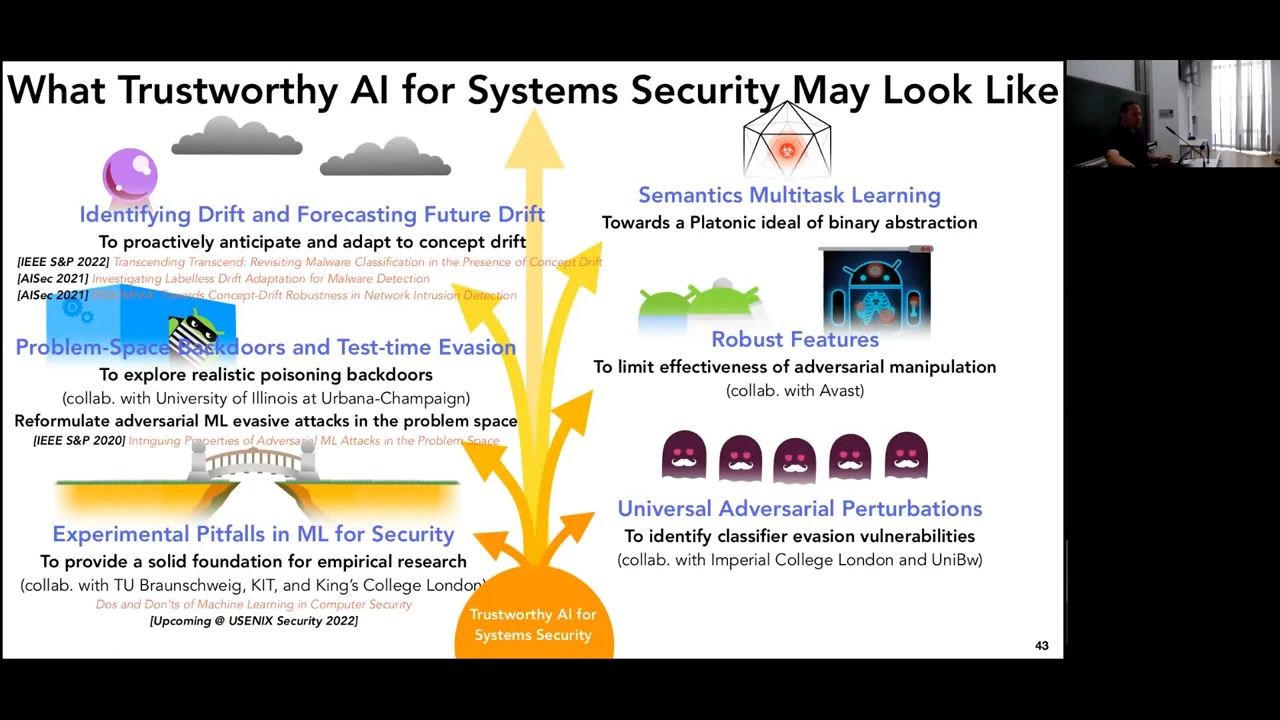 What Trustworthy AI for Systems Security May Look Like
Identifying Drift and Forecasting Future Drift
To proactively anticipate and adapt to concept drift
[IEEE S&P 2022] Transcending Transcend: Revisiting Malware Classification in the Presence of Concept Drift
[AISec 2021] Investigating Labelless Drift Adaptation for Malware Detection
[AISec 2021] INSOMNIA: Towards Concept-Drift Robustness in Network Intrusion Detection
Problem-Space Backdoors and Test-time Evasion
To explore realistic poisoning backdoors
(collab. with University of Illinois at Urbana-Champaign)
Reformulate adversarial ML evasive attacks in the problem space
[IEEE S&P 2020] Intriguing Properties of Adversarial ML Attacks in the Problem Space
Experimental Pitfalls in ML for Security
To provide a solid foundation for empirical research
(collab. with TU Braunschweig, KIT, and King's College London)
Dos and Don'ts of Machine Learning in Computer Security
[Upcoming @ USENIX Security 2022]
Semantics Multitask Learning
Towards a Platonic ideal of binary abstraction
Robust Features
To limit effectiveness of adversarial manipulation
(collab. with Avast)
Universal Adversarial Perturbations
To identify classifier evasion vulnerabilities
(collab. with Imperial College London and UniBw)
Trustworthy AI for
Systems Security
43